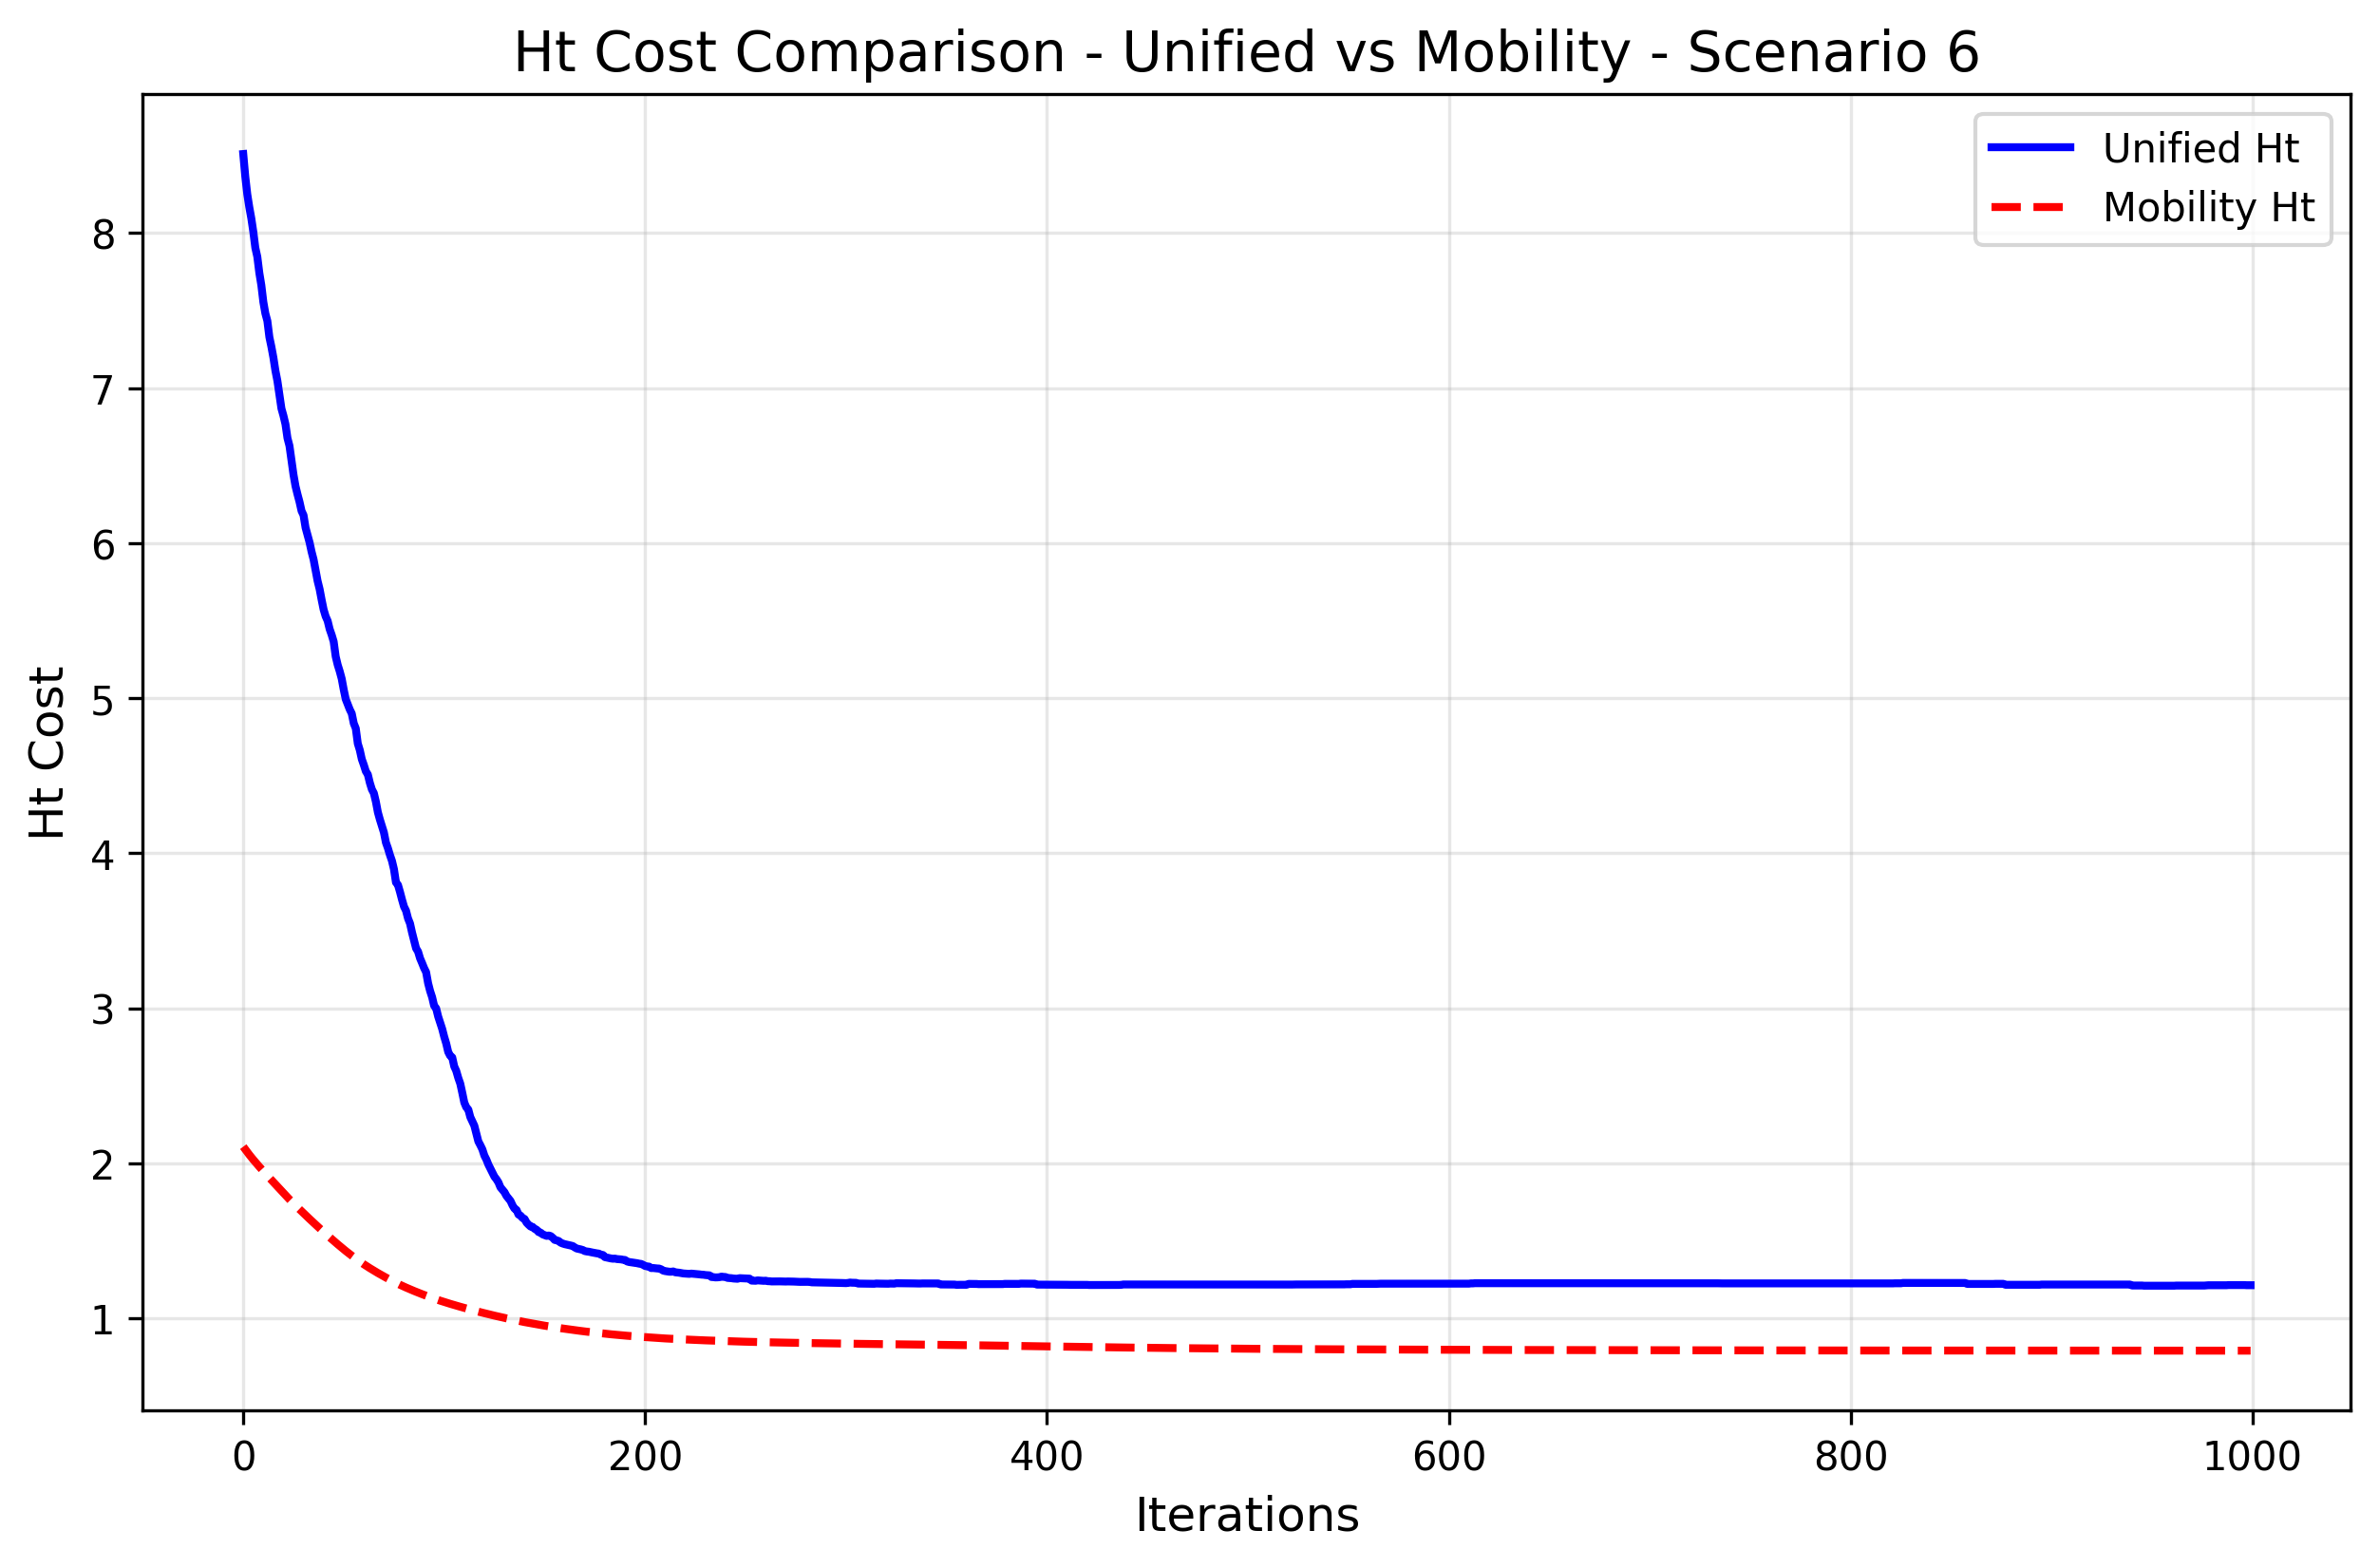 Ht Cost Comparison - Unified vs Mobility - Scenario 6
Unified Ht
Mobility Ht
8
7
6
5
4
3
2
1
Ht Cost
0 200 400 600 800 1000
Iterations